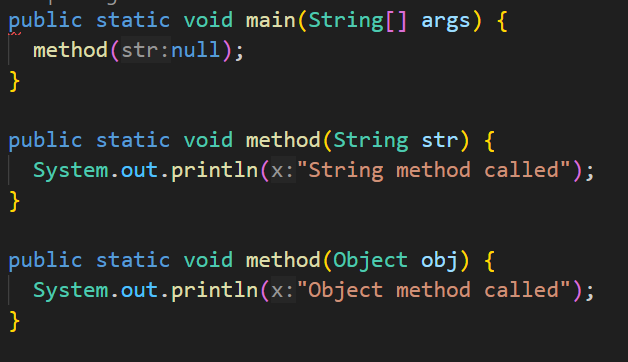 public static void main(String[] args) {
method(str:null);
}
public static void method(String str) {
System.out.println(x:"String method called");
}
public static void method(Object obj) {
System.out.println(x:"Object method called");
}